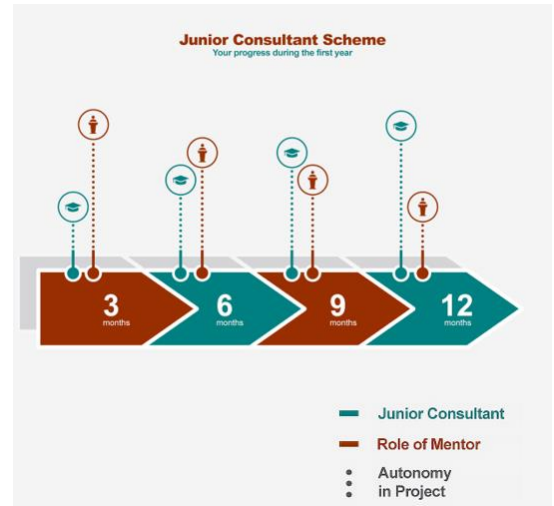 Junior Consultant Scheme
Your progress during the first year
3
months
6
months
9
months
12
months
Junior Consultant
Role of Mentor
Autonomy
in Project